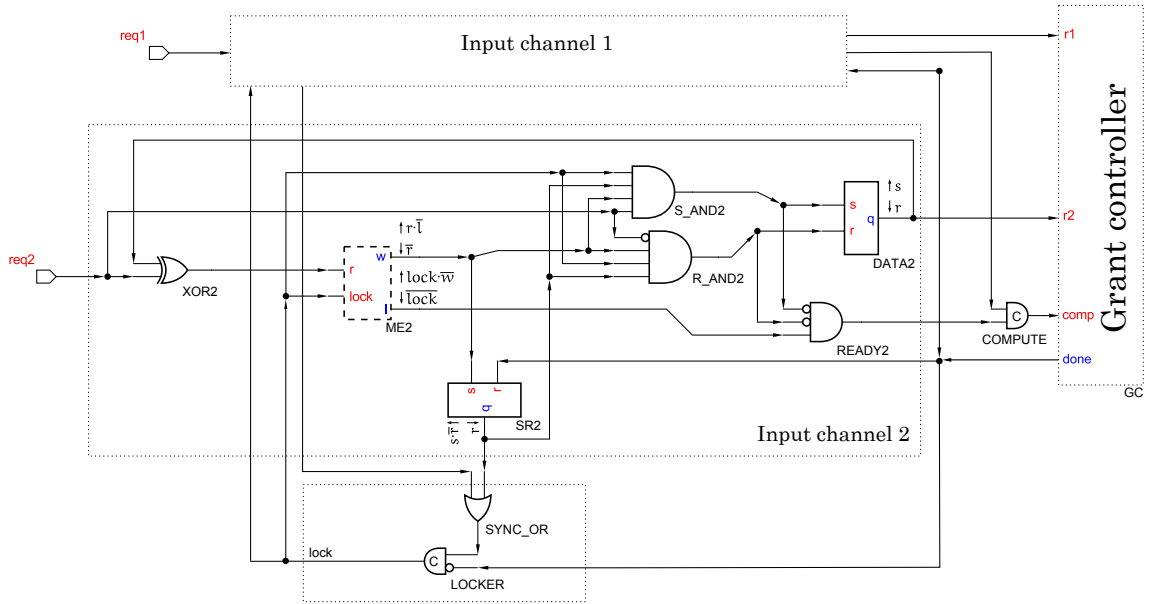 req1
Input channel 1
r1
req2
XOR2
r
lock
w
l
ME2
↑ r·l̅
↓ r̅
↑ lock·w̅
↓ l̅o̅c̅k̅
S_AND2
R_AND2
s
r
q
DATA2
↑ s
↓ r
r2
READY2
C
COMPUTE
comp
done
Grant controller
GC
s
r
q
SR2
s·r̅ ↑
r ↓
Input channel 2
SYNC_OR
lock
C
LOCKER